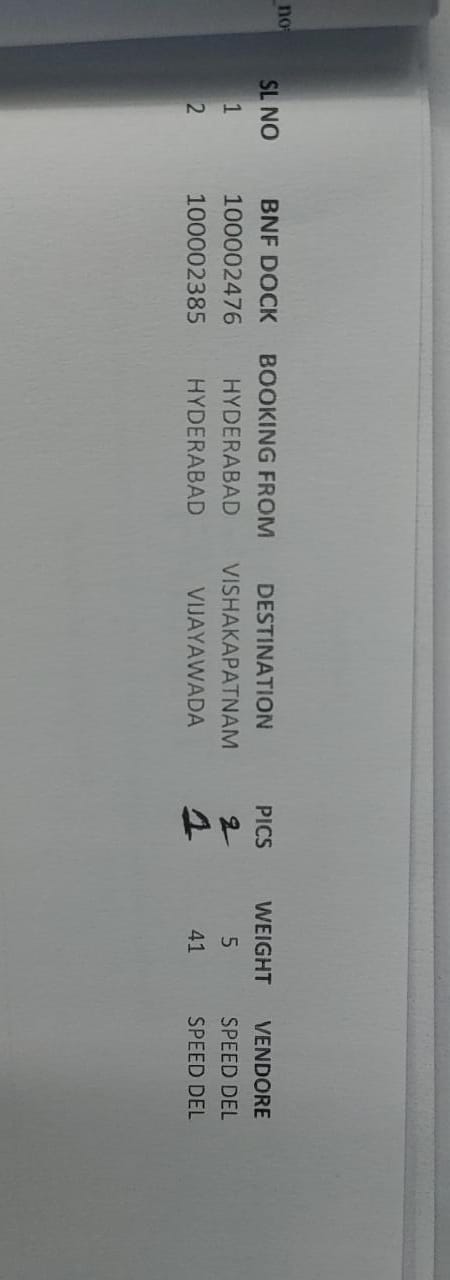 no
SL NO BNF DOCK BOOKING FROM DESTINATION PICS WEIGHT VENDORE
1 100002476 HYDERABAD VISHAKAPATNAM 2 5 SPEED DEL
2 100002385 HYDERABAD VIJAYAWADA 1 41 SPEED DEL